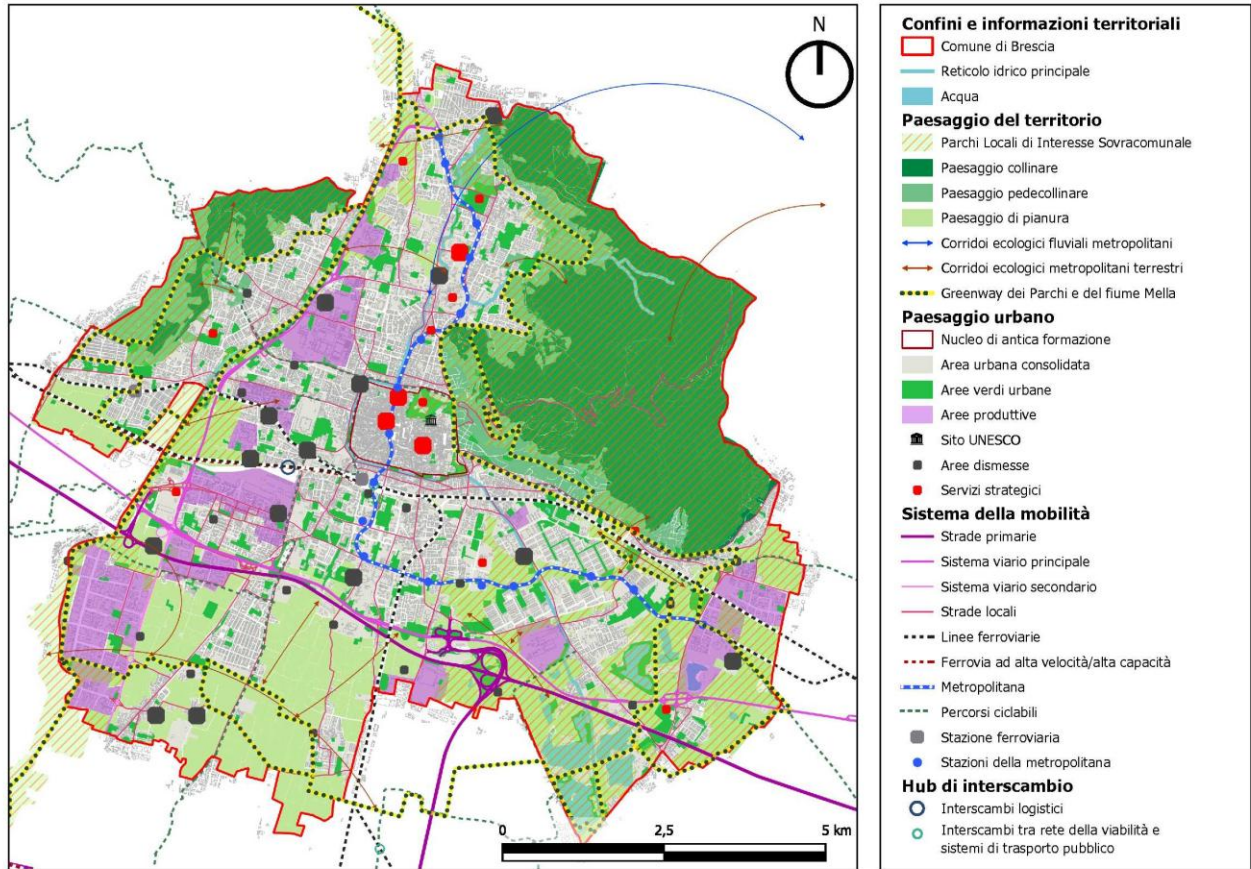 N
0
2,5
5 km
Confini e informazioni territoriali
Comune di Brescia
Reticolo idrico principale
Acqua
Paesaggio del territorio
Parchi Locali di Interesse Sovracomunale
Paesaggio collinare
Paesaggio pedecollinare
Paesaggio di pianura
Corridoi ecologici fluviali metropolitani
Corridoi ecologici metropolitani terrestri
Greenway dei Parchi e del fiume Mella
Paesaggio urbano
Nucleo di antica formazione
Area urbana consolidata
Aree verdi urbane
Aree produttive
Sito UNESCO
Aree dismesse
Servizi strategici
Sistema della mobilità
Strade primarie
Sistema viario principale
Sistema viario secondario
Strade locali
Linee ferroviarie
Ferrovia ad alta velocità/alta capacità
Metropolitana
Percorsi ciclabili
Stazione ferroviaria
Stazioni della metropolitana
Hub di interscambio
Interscambi logistici
Interscambi tra rete della viabilità e
sistemi di trasporto pubblico